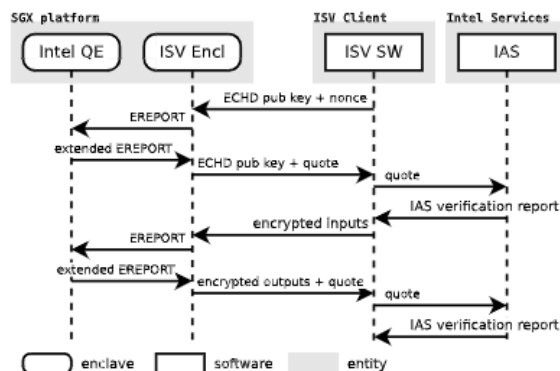 SGX platform
ISV Client
Intel Services
Intel QE
ISV Encl
ISV SW
IAS
ECHD pub key + nonce
EREPORT
extended EREPORT
ECHD pub key + quote
quote
IAS verification report
encrypted inputs
EREPORT
extended EREPORT
encrypted outputs + quote
quote
IAS verification report
enclave
software
entity